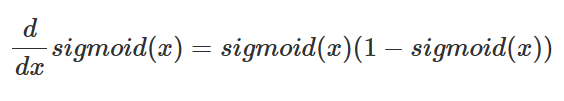 d/dx sigmoid(x) = sigmoid(x)(1 − sigmoid(x))